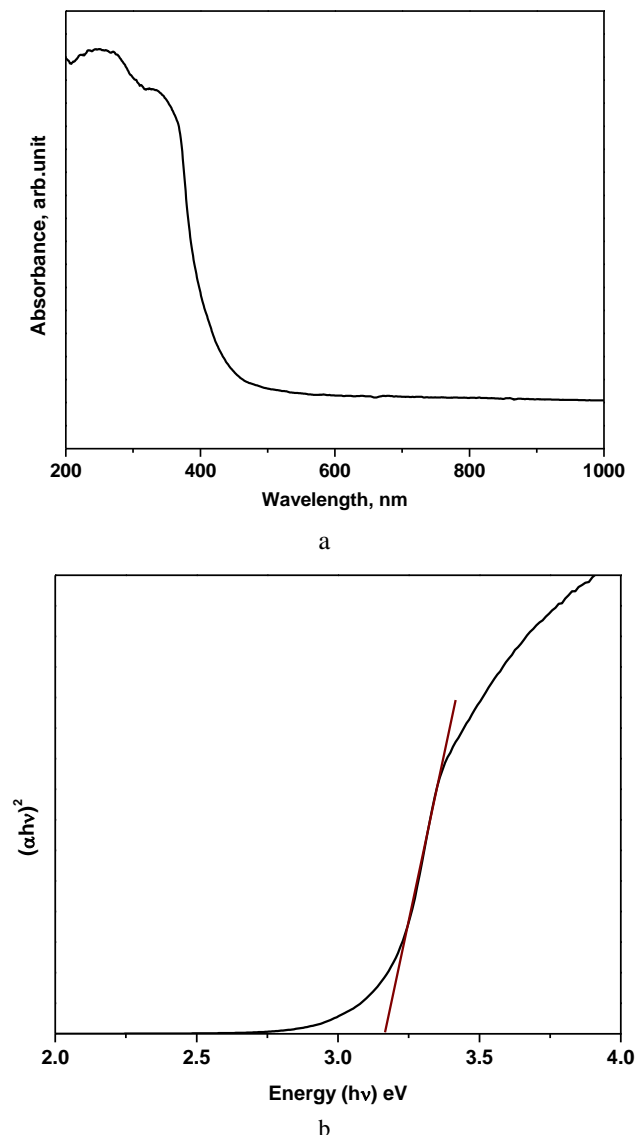 Absorbance, arb.unit
200 400 600 800 1000
Wavelength, nm
a
(αhν)²
2.0 2.5 3.0 3.5 4.0
Energy (hν) eV
b